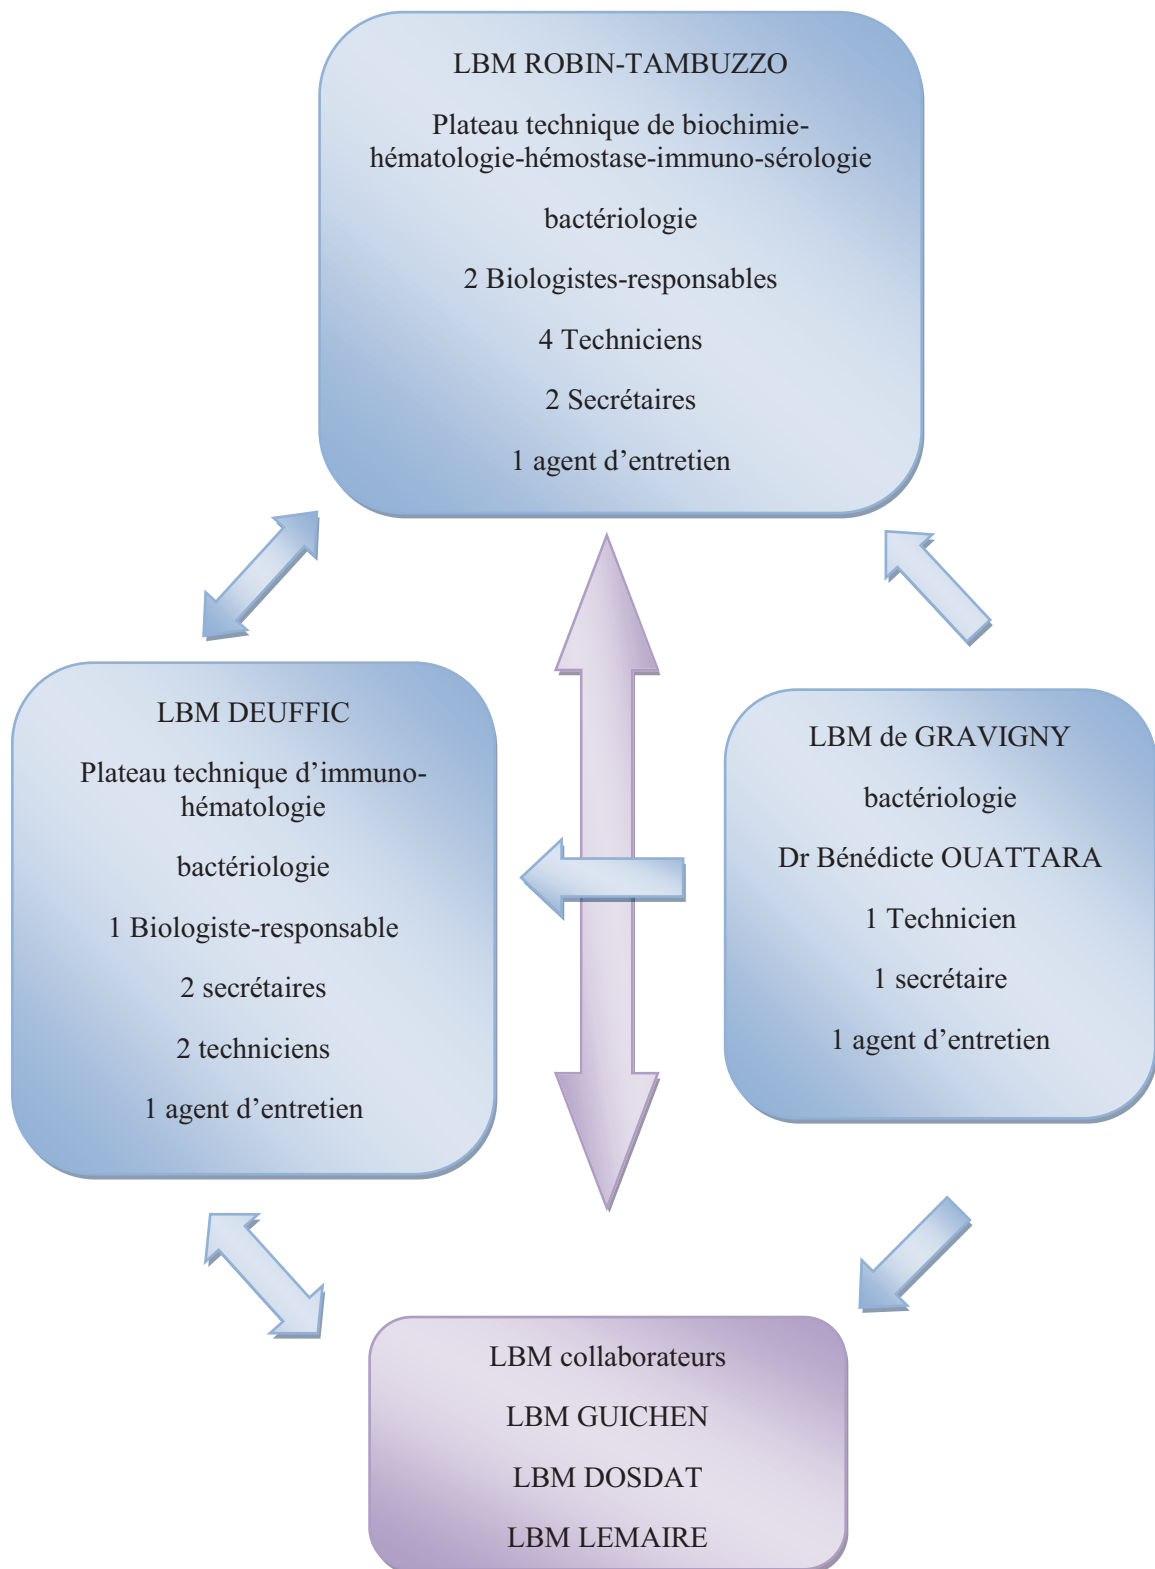 LBM ROBIN-TAMBUZZO
Plateau technique de biochimie-
hématologie-hémostase-immuno-sérologie
bactériologie
2 Biologistes-responsables
4 Techniciens
2 Secrétaires
1 agent d’entretien
LBM DEUFFIC
Plateau technique d’immuno-
hématologie
bactériologie
1 Biologiste-responsable
2 secrétaires
2 techniciens
1 agent d’entretien
LBM de GRAVIGNY
bactériologie
Dr Bénédicte OUATTARA
1 Technicien
1 secrétaire
1 agent d’entretien
LBM collaborateurs
LBM GUICHEN
LBM DOSDAT
LBM LEMAIRE